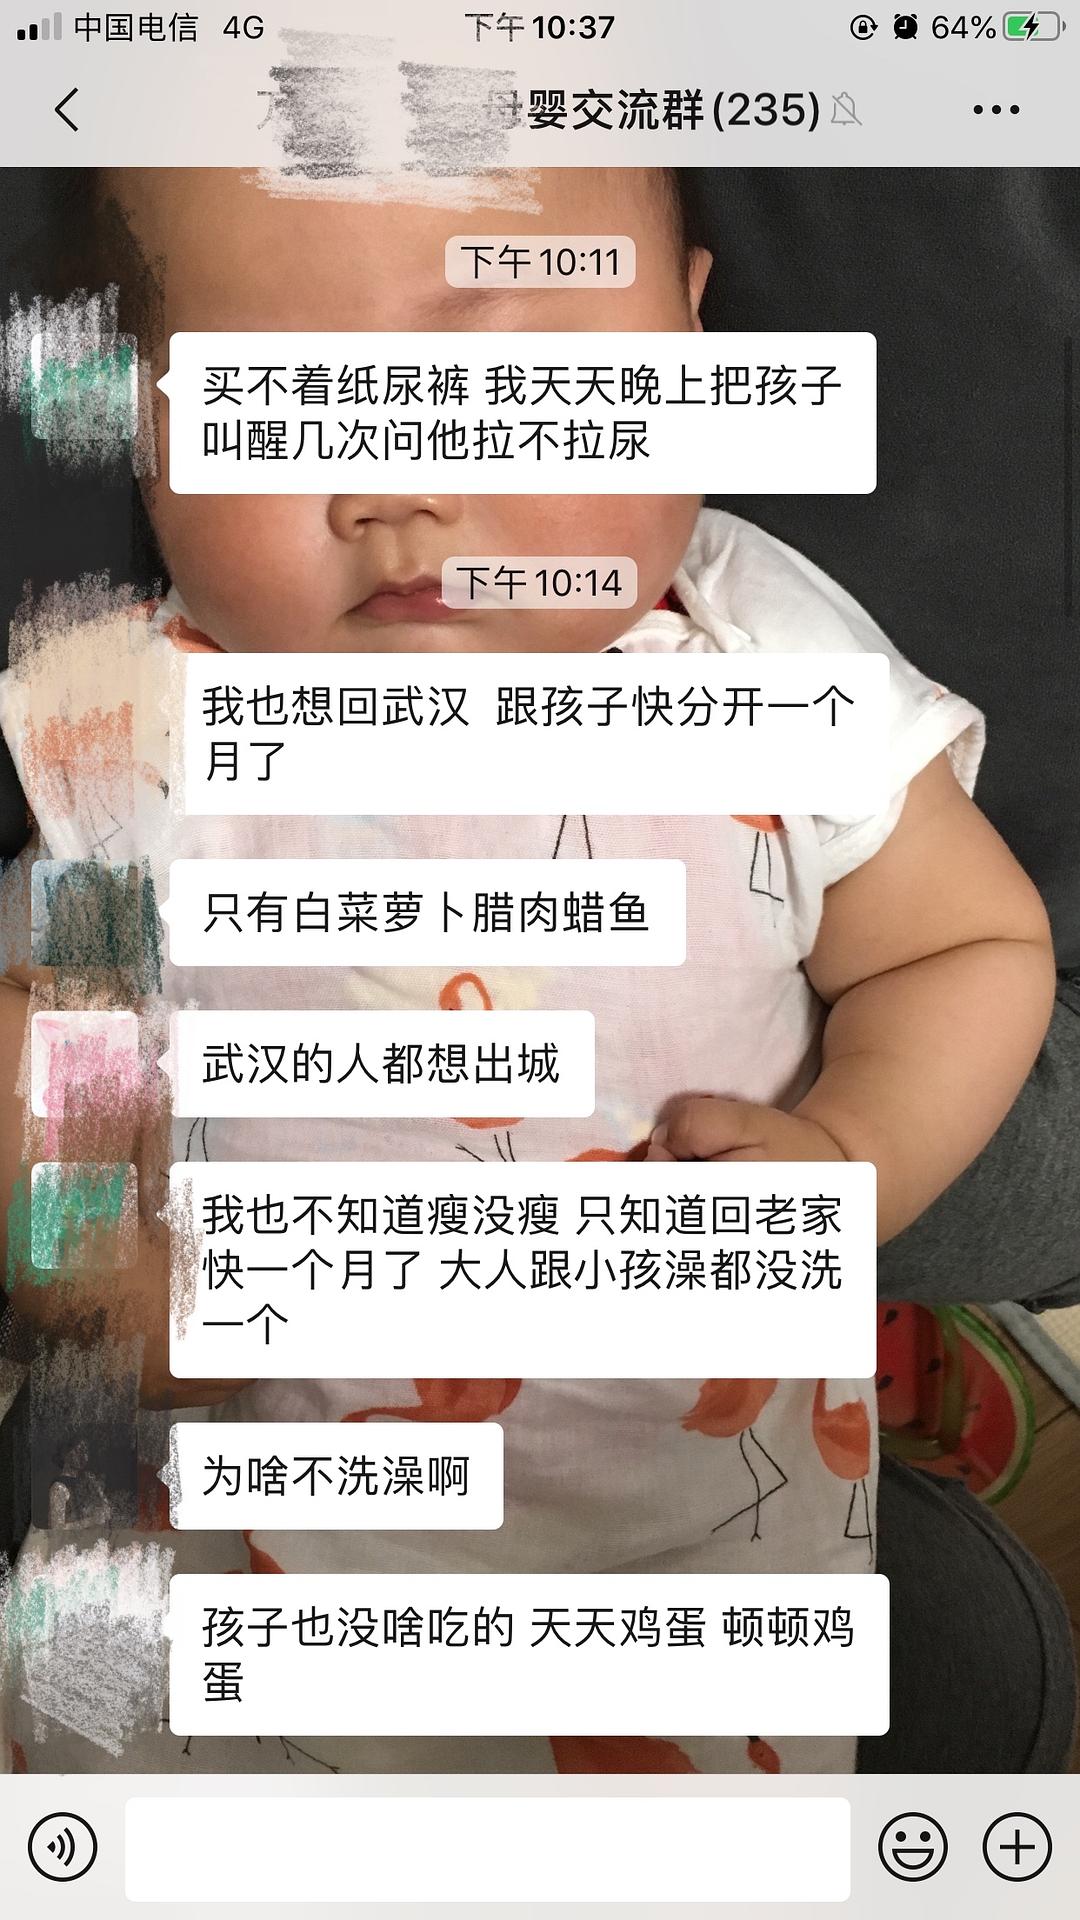 中国电信 4G 下午10:37 64%
婴交流群(235)
下午10:11
买不着纸尿裤 我天天晚上把孩子
叫醒几次问他拉不拉尿
下午10:14
我也想回武汉 跟孩子快分开一个
月了
只有白菜萝卜腊肉蜡鱼
武汉的人都想出城
我也不知道瘦没瘦 只知道回老家
快一个月了 大人跟小孩澡都没洗
一个
为啥不洗澡啊
孩子也没啥吃的 天天鸡蛋 顿顿鸡
蛋